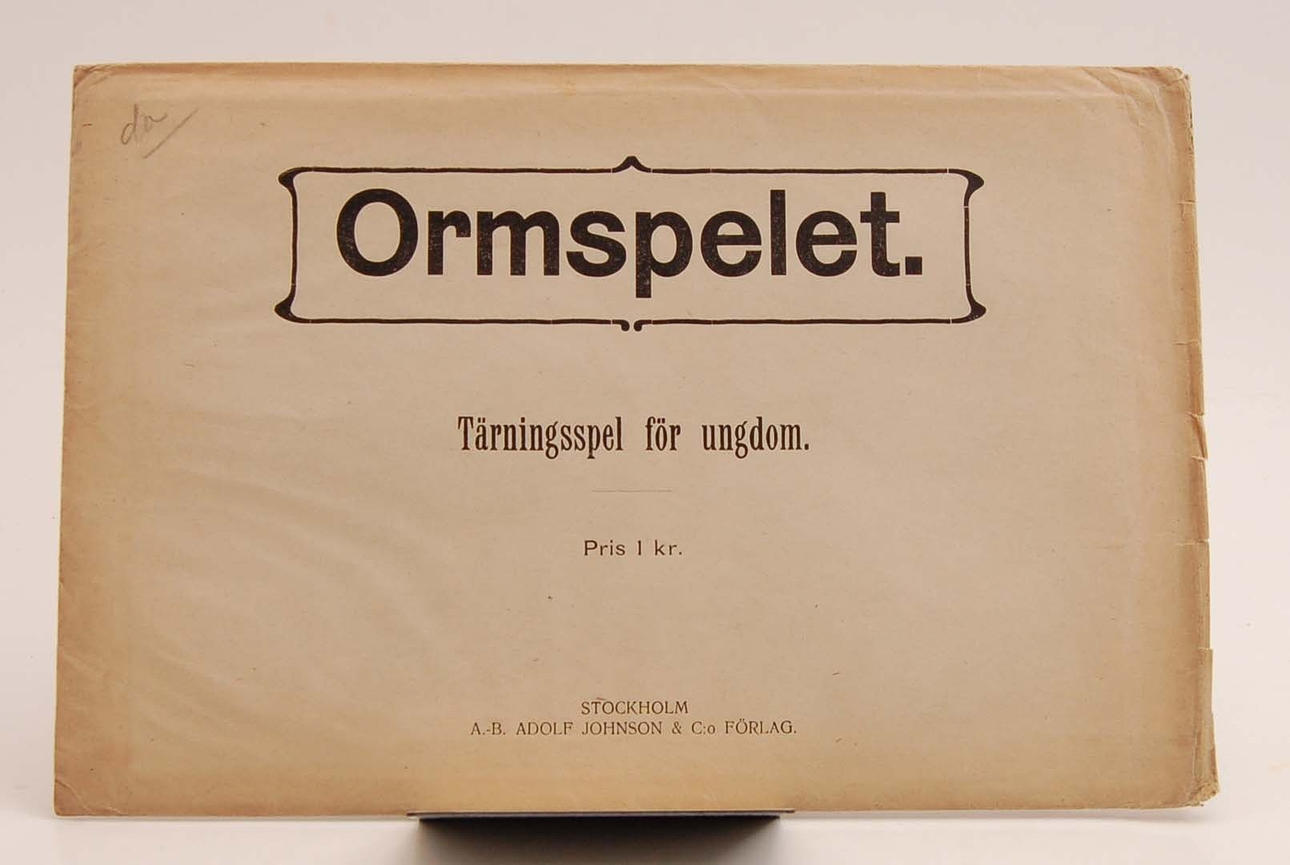 Ormspelet.
Tärningsspel för ungdom.
Pris 1 kr.
STOCKHOLM
A.-B. ADOLF JOHNSON & C:o FÖRLAG.